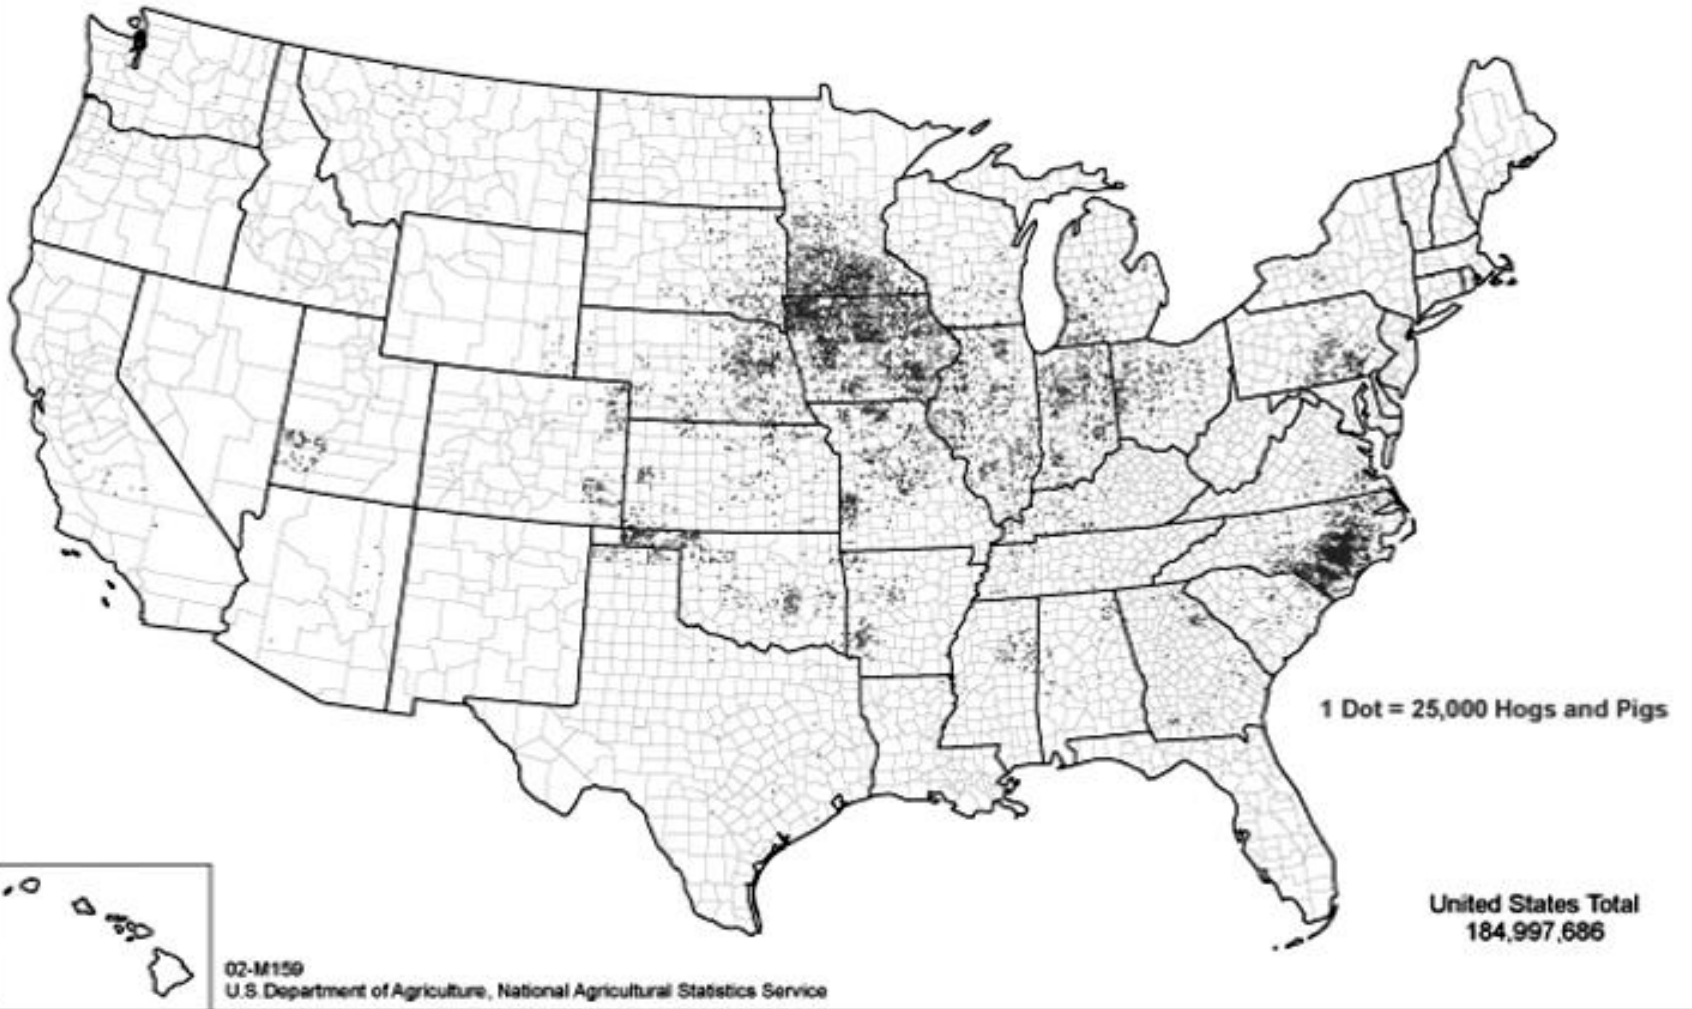 1 Dot = 25,000 Hogs and Pigs
United States Total
184,997,686
02-M159
U.S. Department of Agriculture, National Agricultural Statistics Service